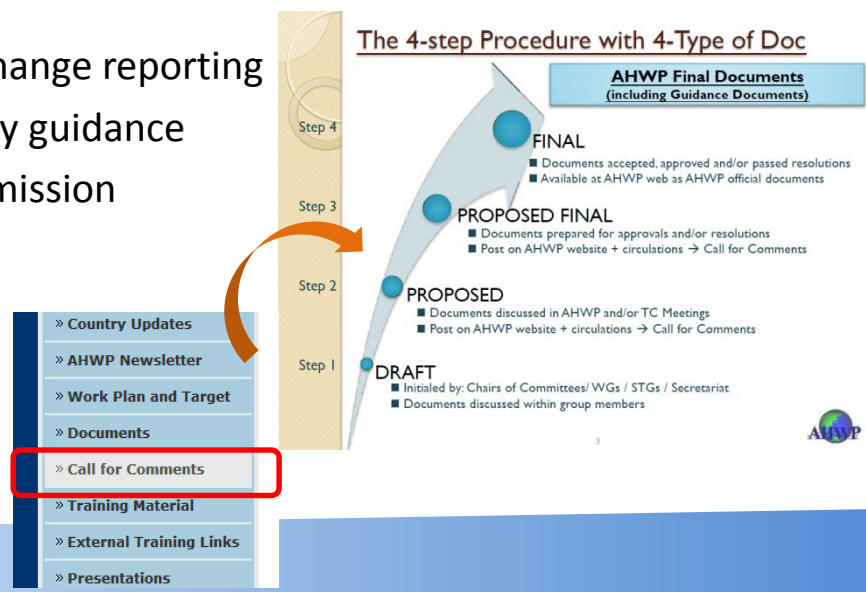 hange reporting
y guidance
mission
The 4-step Procedure with 4-Type of Doc
AHWP Final Documents
(including Guidance Documents)
Step 4
FINAL
■ Documents accepted, approved and/or passed resolutions
■ Available at AHWP web as AHWP official documents
Step 3
PROPOSED FINAL
■ Documents prepared for approvals and/or resolutions
■ Post on AHWP website + circulations → Call for Comments
Step 2
PROPOSED
■ Documents discussed in AHWP and/or TC Meetings
■ Post on AHWP website + circulations → Call for Comments
Step 1
DRAFT
■ Initialed by: Chairs of Committees/ WGs / STGs / Secretariat
■ Documents discussed within group members
3
AHWP
» Country Updates
» AHWP Newsletter
» Work Plan and Target
» Documents
» Call for Comments
» Training Material
» External Training Links
» Presentations